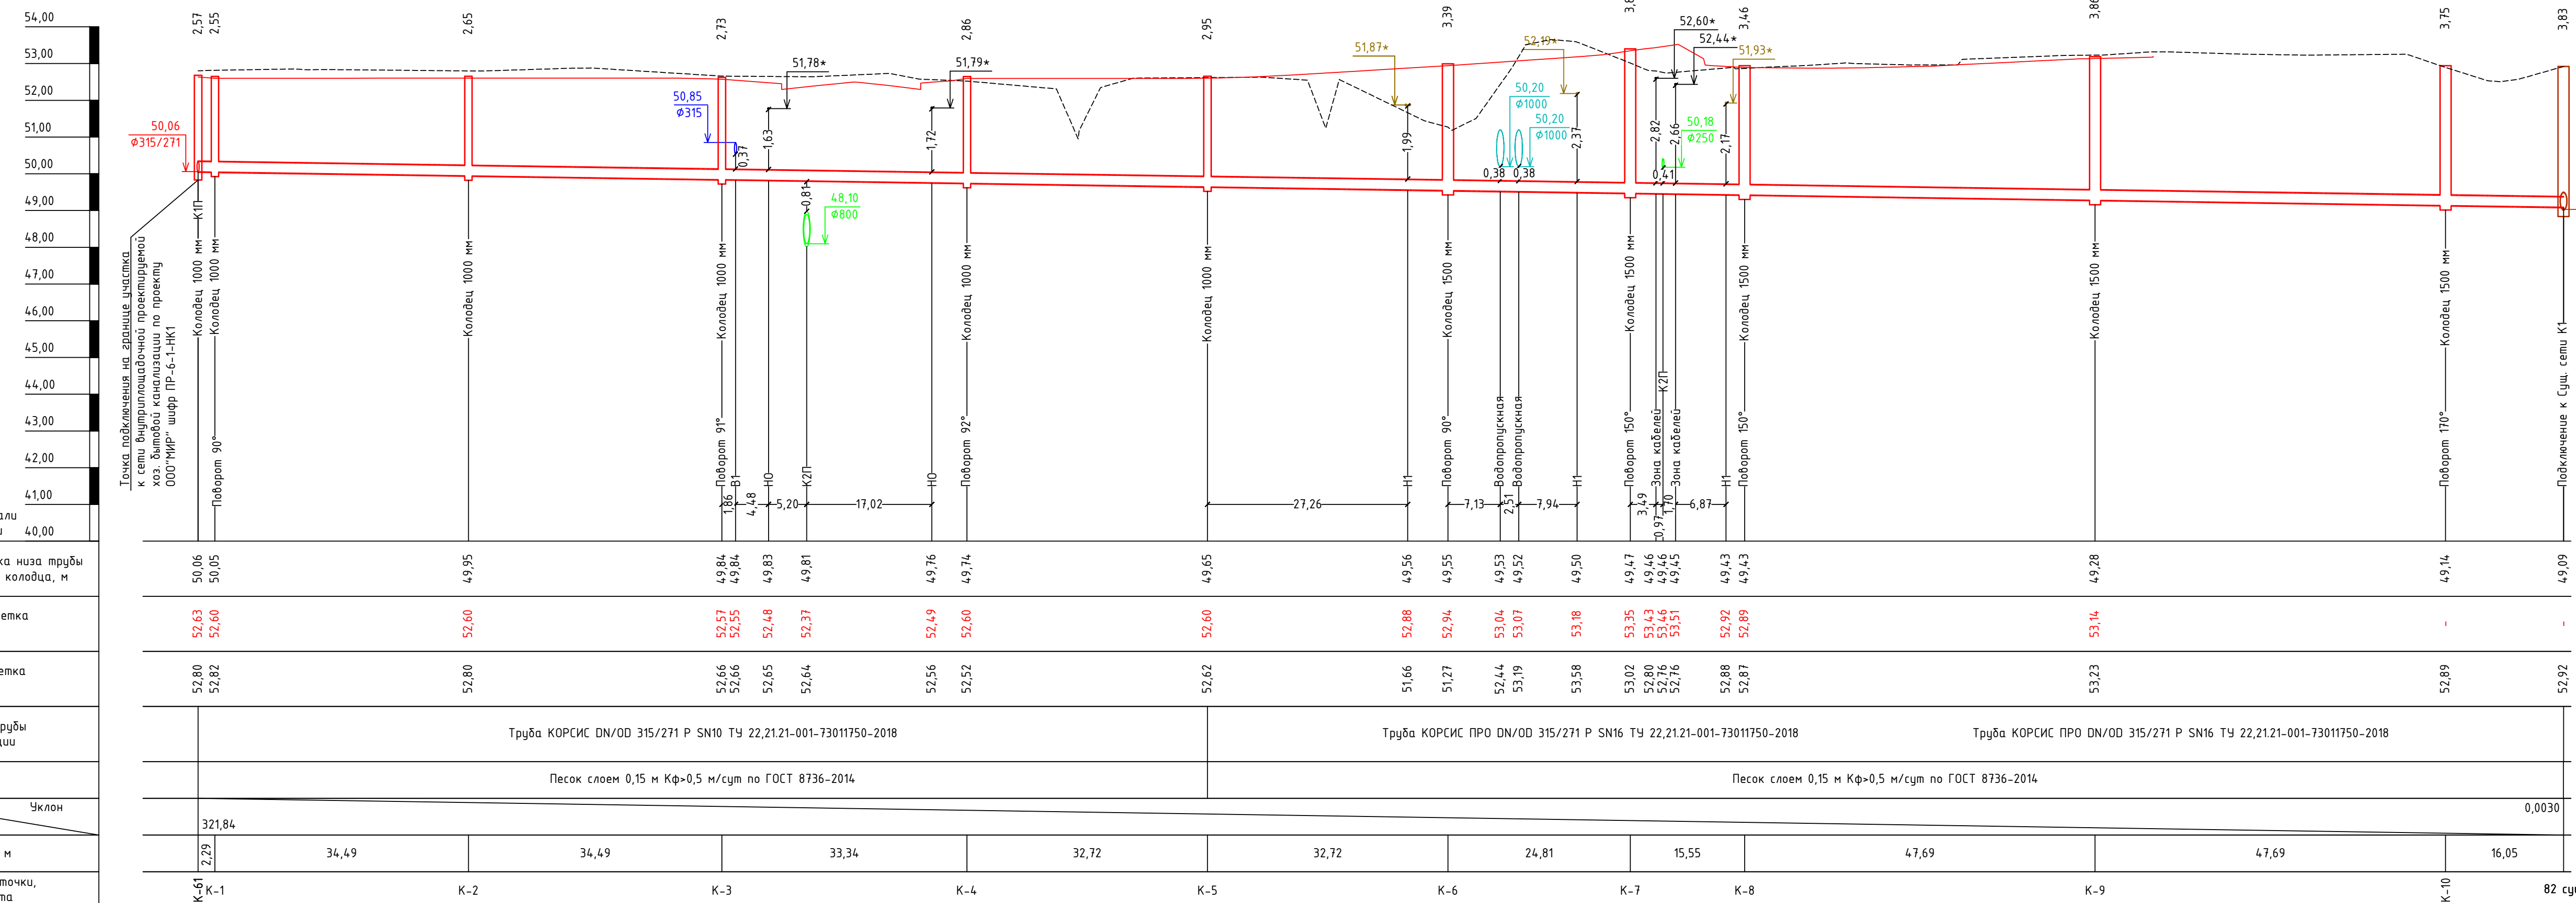 2,57 2,55 2,65 2,73 2,86 2,95 3,39 3,46 3,86 3,75 3,83
54,00
53,00
52,00
51,00
50,00
49,00
48,00
47,00
46,00
45,00
44,00
43,00
42,00
41,00
40,00
50,06
Ø315/271
50,85
Ø315
51,78*
51,79*
48,10
Ø800
51,87*
52,19*
50,20
Ø1000
50,20
Ø1000
52,60*
52,44*
51,93*
50,18
Ø250
0,37 1,63 0,81 1,72 1,99 0,38 0,38 2,37 2,82 0,41 2,66 2,17
Точка подключения на границе участка
к сети внутриплощадочной проектируемой
хоз. бытовой канализации по проекту
ООО"МИР" шифр ПР-6-1-НК1
Колодец 1000 мм К1П
Поворот 90° Колодец 1000 мм
Колодец 1000 мм
Поворот 91° Колодец 1000 мм
В1
НО
К2П
НО
Поворот 92° Колодец 1000 мм
Колодец 1000 мм
Н1
Поворот 90° Колодец 1500 мм
Водопропускная
Водопропускная
Н1
Поворот 150° Колодец 1500 мм
Зона кабелей
К2П
Зона кабелей
Н1
Поворот 150° Колодец 1500 мм
Колодец 1500 мм
Поворот 170° Колодец 1500 мм
Подключение к Сущ. сети К1
1,86 4,48 5,20 17,02 27,26 7,13 2,51 7,94 3,49 0,97 1,70 6,87
ка низа трубы
колодца, м
50,06 50,05 49,95 49,84 49,84 49,83 49,81 49,76 49,74 49,65 49,56 49,55 49,53 49,52 49,50 49,47 49,46 49,46 49,45 49,43 49,43 49,28 49,14 49,09
етка
52,63 52,60 52,60 52,57 52,55 52,48 52,37 52,49 52,60 52,60 52,88 52,94 53,04 53,07 53,18 53,35 53,43 53,46 53,51 52,92 52,89 53,14 - -
етка
52,80 52,82 52,80 52,66 52,66 52,65 52,64 52,56 52,52 52,62 51,66 51,27 52,44 53,19 53,58 53,02 52,80 52,76 52,76 52,88 52,87 53,23 52,89 52,92
рубы
ции
Труба КОРСИС DN/OD 315/271 P SN10 ТУ 22,21.21-001-73011750-2018 Труба КОРСИС ПРО DN/OD 315/271 P SN16 ТУ 22,21.21-001-73011750-2018 Труба КОРСИС ПРО DN/OD 315/271 P SN16 ТУ 22,21.21-001-73011750-2018
Песок слоем 0,15 м Кф>0,5 м/сут по ГОСТ 8736-2014 Песок слоем 0,15 м Кф>0,5 м/сут по ГОСТ 8736-2014
Уклон 0,0030
321,84
м 2,29 34,49 34,49 33,34 32,72 32,72 24,81 15,55 47,69 47,69 16,05
точки,
та
К-61 К-1 К-2 К-3 К-4 К-5 К-6 К-7 К-8 К-9 К-10